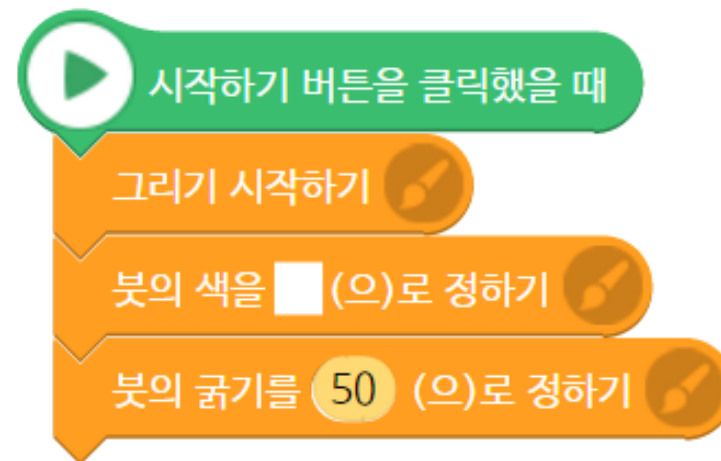 시작하기 버튼을 클릭했을 때
그리기 시작하기
붓의 색을 (으)로 정하기
붓의 굵기를 50 (으)로 정하기